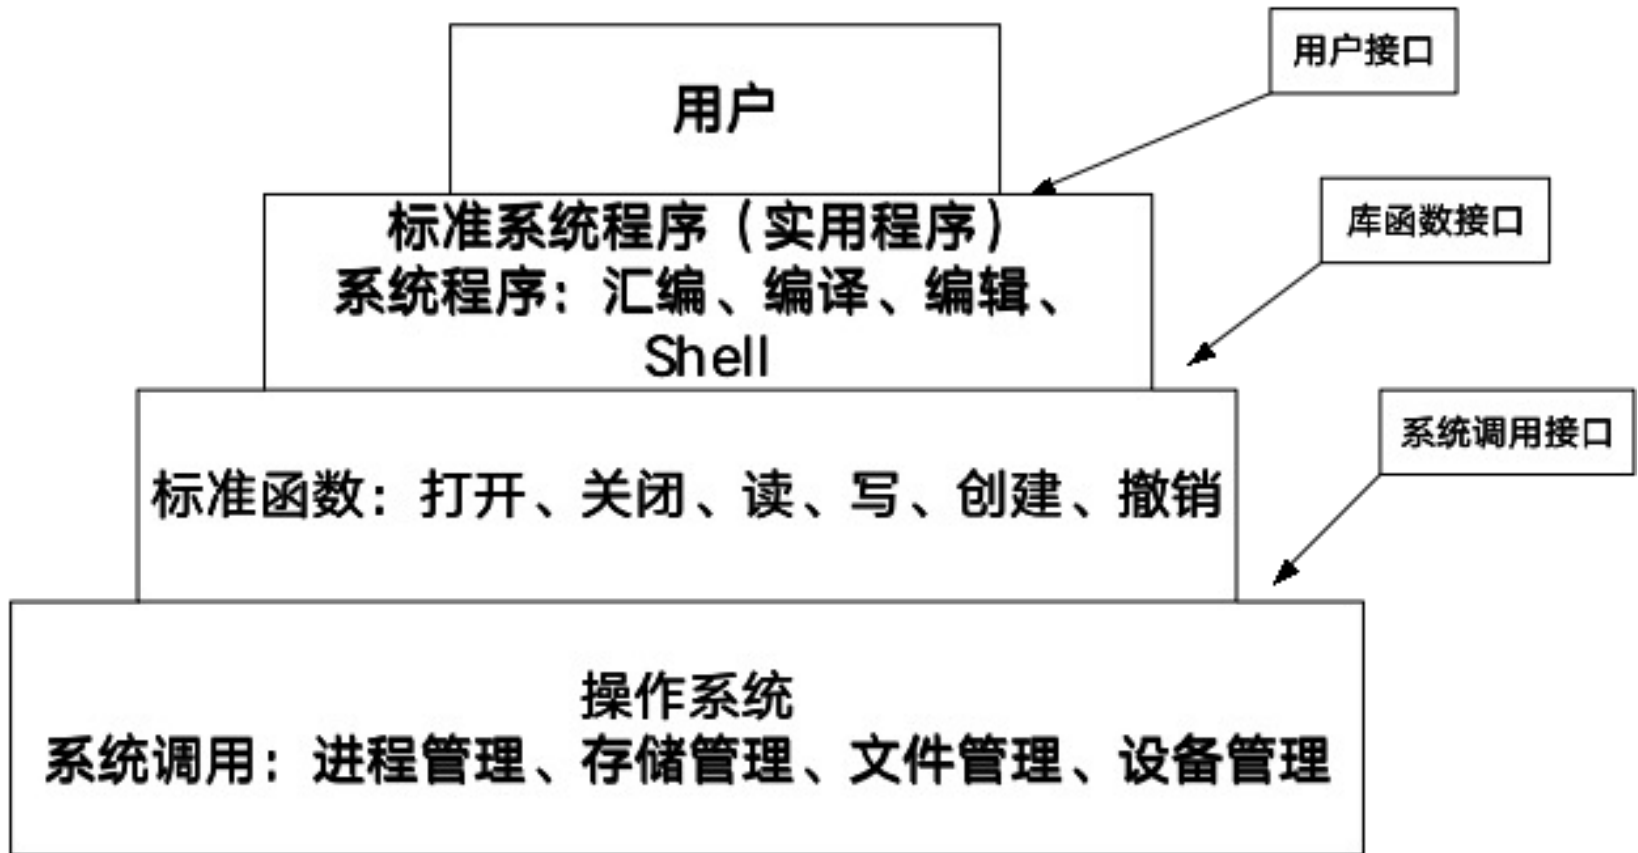 用户接口
用户
库函数接口
标准系统程序（实用程序）
系统程序：汇编、编译、编辑、
Shell
系统调用接口
标准函数：打开、关闭、读、写、创建、撤销
操作系统
系统调用：进程管理、存储管理、文件管理、设备管理